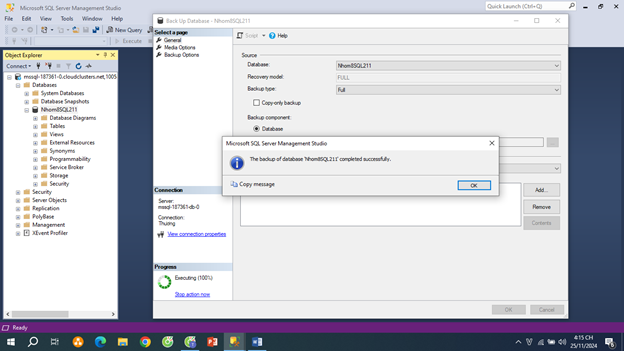 Microsoft SQL Server Management Studio
Quick Launch (Ctrl+Q)
File Edit View Tools Window Help
New Query
Execute
Object Explorer
Connect
mssql-187361-0.cloudclusters.net,1005
Databases
System Databases
Database Snapshots
Nhom8SQL211
Database Diagrams
Tables
Views
External Resources
Synonyms
Programmability
Service Broker
Storage
Security
Security
Server Objects
Replication
PolyBase
Management
XEvent Profiler
Back Up Database - Nhom8SQL211
Select a page
General
Media Options
Backup Options
Script Help
Source
Database: Nhom8SQL211
Recovery model: FULL
Backup type: Full
Copy-only backup
Backup component:
Database
Microsoft SQL Server Management Studio
The backup of database 'Nhom8SQL211' completed successfully.
Copy message
OK
Add...
Remove
Contents
Connection
Server:
mssql-187361-db-0
Connection:
Thuong
View connection properties
Progress
Executing (100%)
Stop action now
OK Cancel
Ready
4:15 CH
25/11/2024